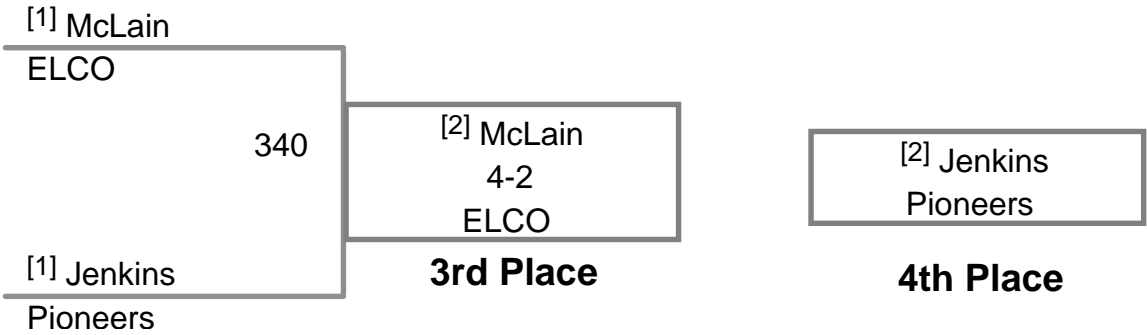 [1] McLain
ELCO
340
[2] McLain
4-2
ELCO
3rd Place
[1] Jenkins
Pioneers
[2] Jenkins
Pioneers
4th Place